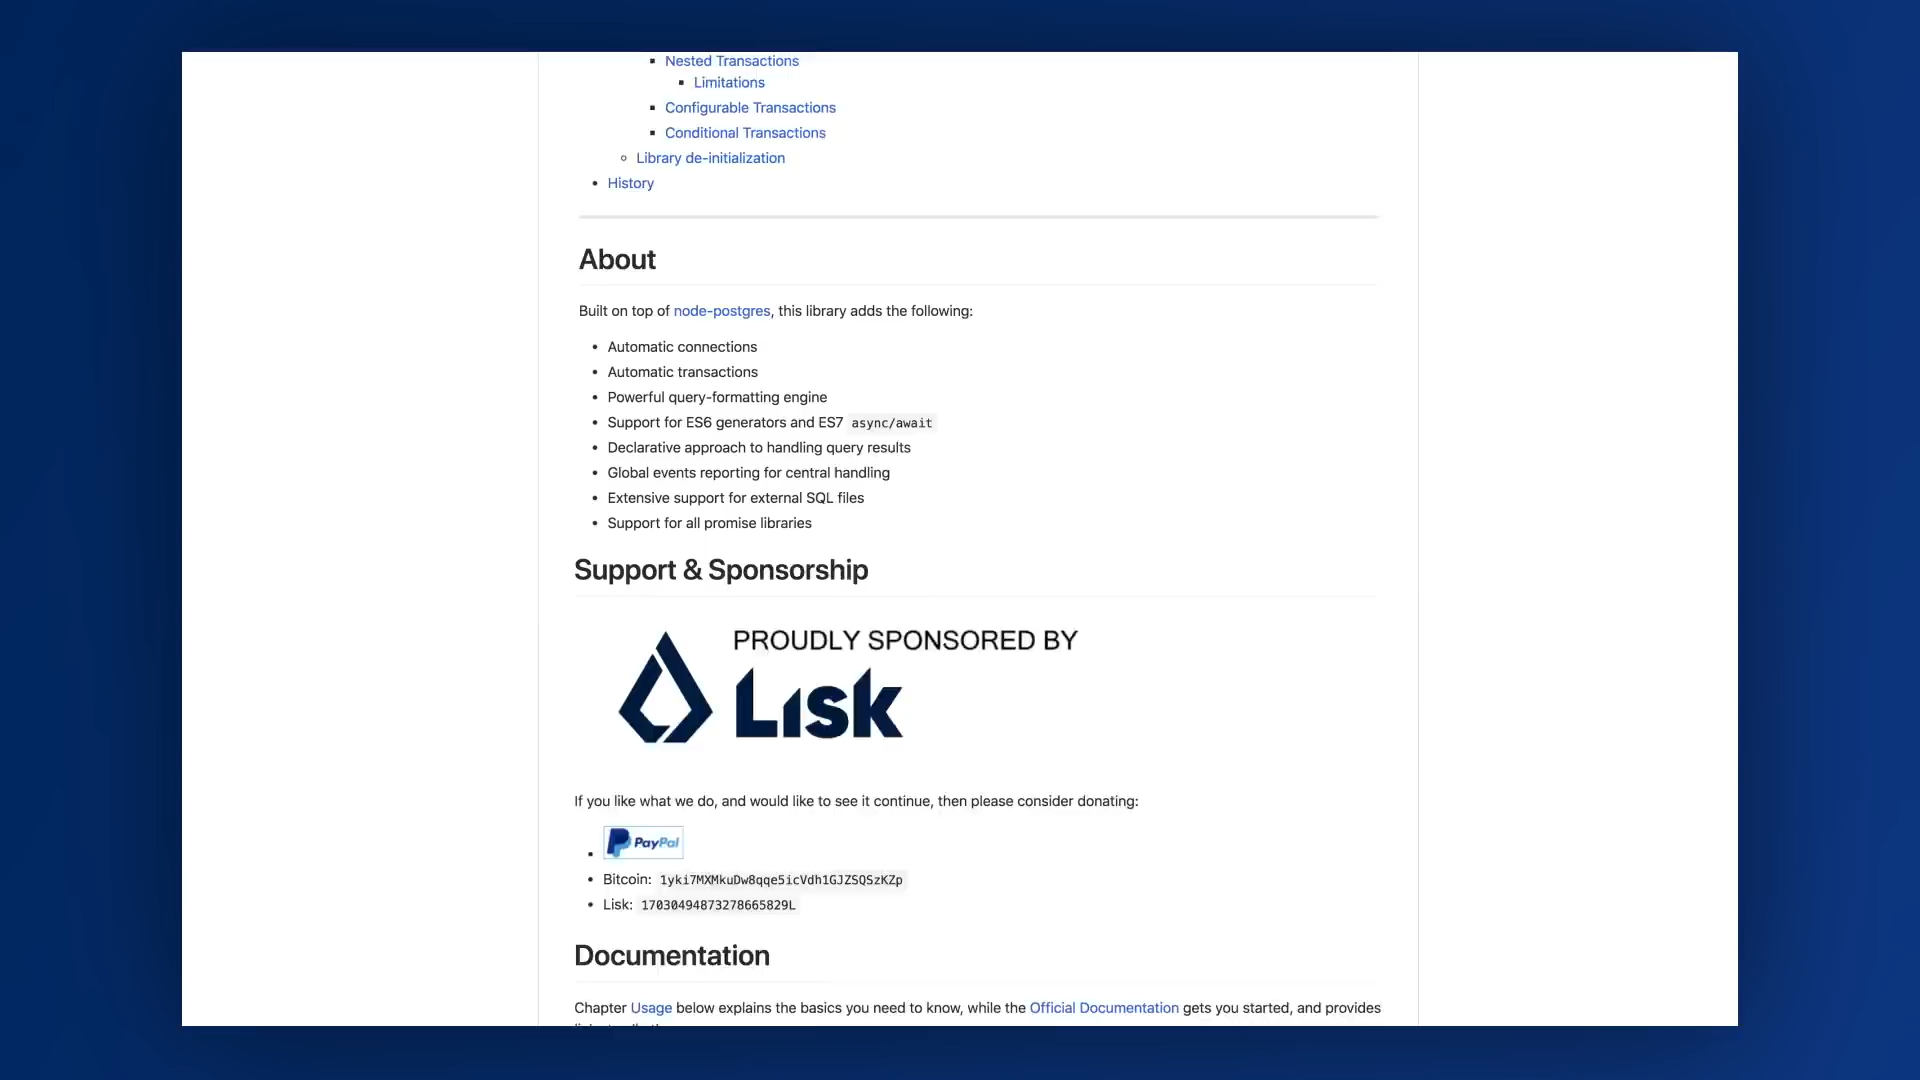 Nested Transactions
Limitations
Configurable Transactions
Conditional Transactions
Library de-initialization
History
About
Built on top of node-postgres, this library adds the following:
Automatic connections
Automatic transactions
Powerful query-formatting engine
Support for ES6 generators and ES7 async/await
Declarative approach to handling query results
Global events reporting for central handling
Extensive support for external SQL files
Support for all promise libraries
Support & Sponsorship
PROUDLY SPONSORED BY
Lisk
If you like what we do, and would like to see it continue, then please consider donating:
PayPal
Bitcoin: 1yki7MXMkuDw8qqe5icVdh1GJZSQSzKZp
Lisk: 17030494873278665829L
Documentation
Chapter Usage below explains the basics you need to know, while the Official Documentation gets you started, and provides